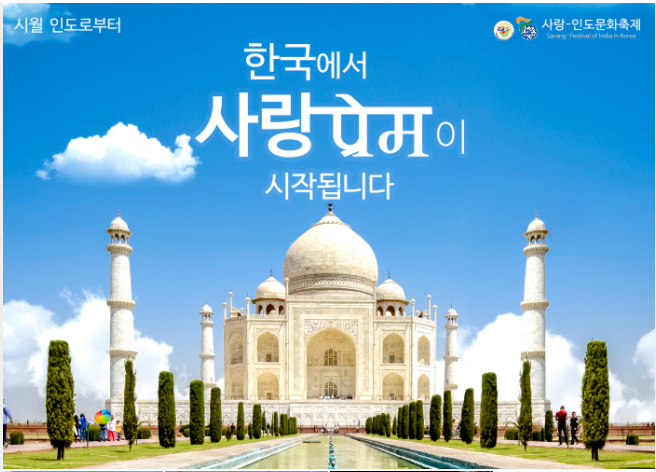 시월 인도로부터
사랑-인도문화축제
Sarang-Festival of India in Korea
한국에서
사랑प्रेम이
시작됩니다